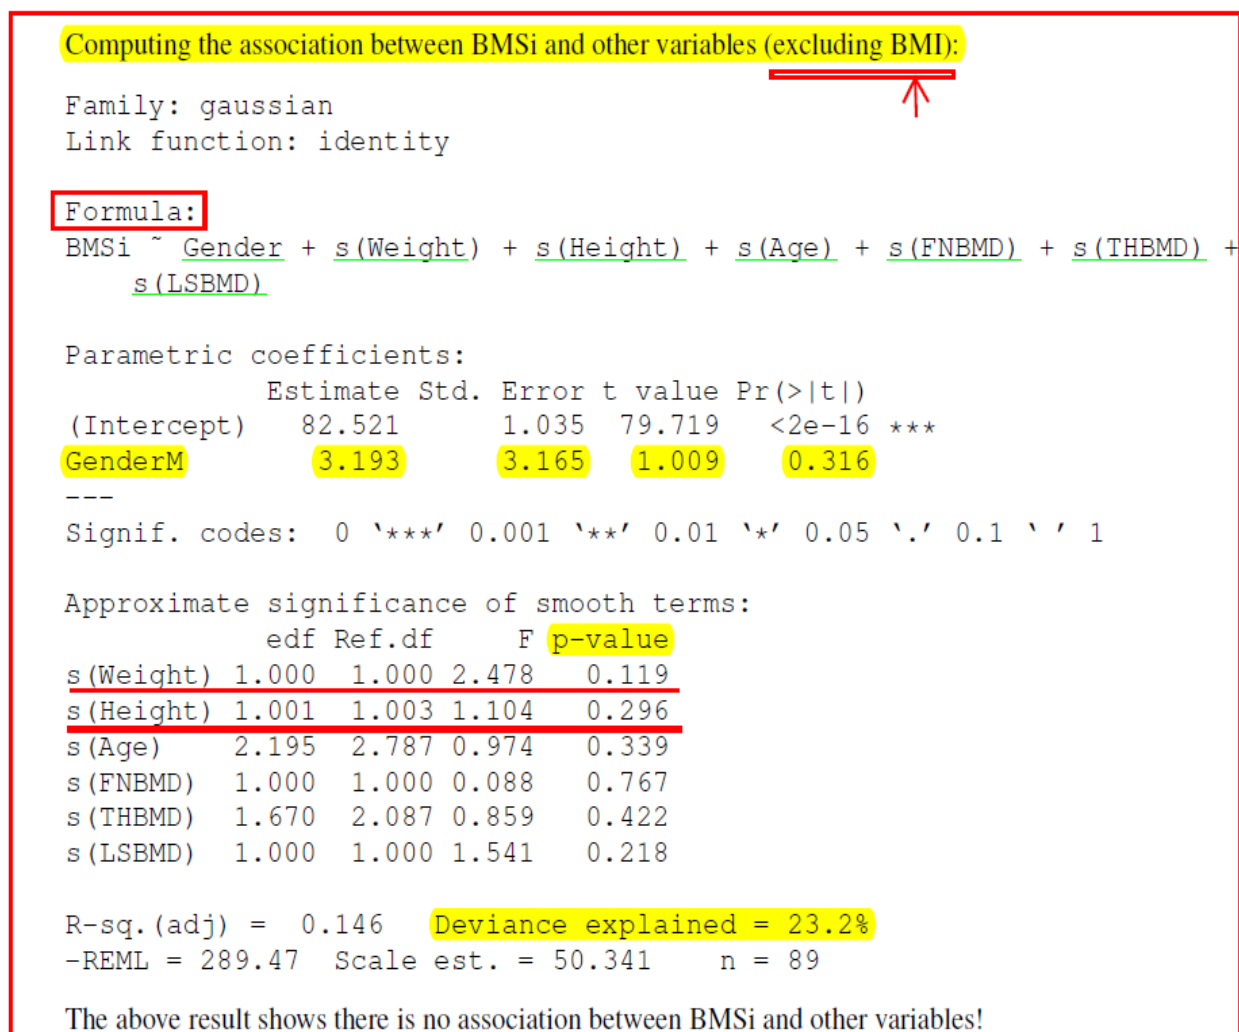 Computing the association between BMSi and other variables (excluding BMI):
Family: gaussian
Link function: identity
Formula:
BMSi ~ Gender + s(Weight) + s(Height) + s(Age) + s(FNBMD) + s(THBMD) +
s(LSBMD)
Parametric coefficients:
Estimate Std. Error t value Pr(>|t|)
(Intercept) 82.521 1.035 79.719 <2e-16 ***
GenderM 3.193 3.165 1.009 0.316
---
Signif. codes: 0 ‘***’ 0.001 ‘**’ 0.01 ‘*’ 0.05 ‘.’ 0.1 ‘ ’ 1
Approximate significance of smooth terms:
edf Ref.df F p-value
s(Weight) 1.000 1.000 2.478 0.119
s(Height) 1.001 1.003 1.104 0.296
s(Age) 2.195 2.787 0.974 0.339
s(FNBMD) 1.000 1.000 0.088 0.767
s(THBMD) 1.670 2.087 0.859 0.422
s(LSBMD) 1.000 1.000 1.541 0.218
R-sq.(adj) = 0.146 Deviance explained = 23.2%
-REML = 289.47 Scale est. = 50.341 n = 89
The above result shows there is no association between BMSi and other variables!